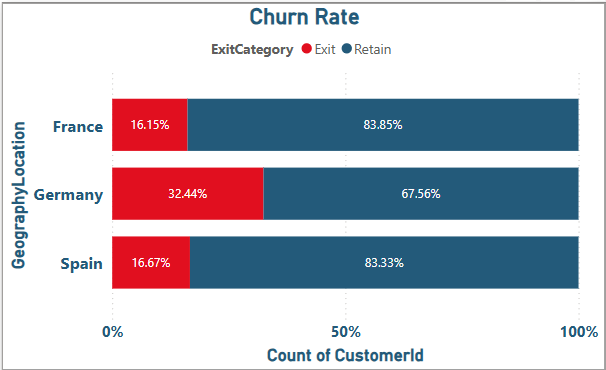 Churn Rate
ExitCategory Exit Retain
GeographyLocation
France 16.15% 83.85%
Germany 32.44% 67.56%
Spain 16.67% 83.33%
0% 50% 100%
Count of CustomerId